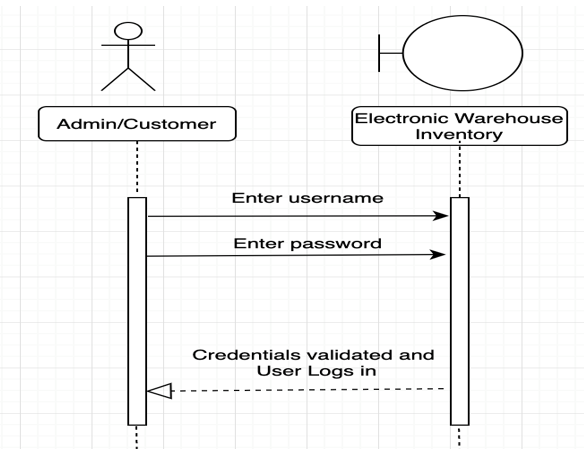 Admin/Customer
Electronic Warehouse
Inventory
Enter username
Enter password
Credentials validated and
User Logs in